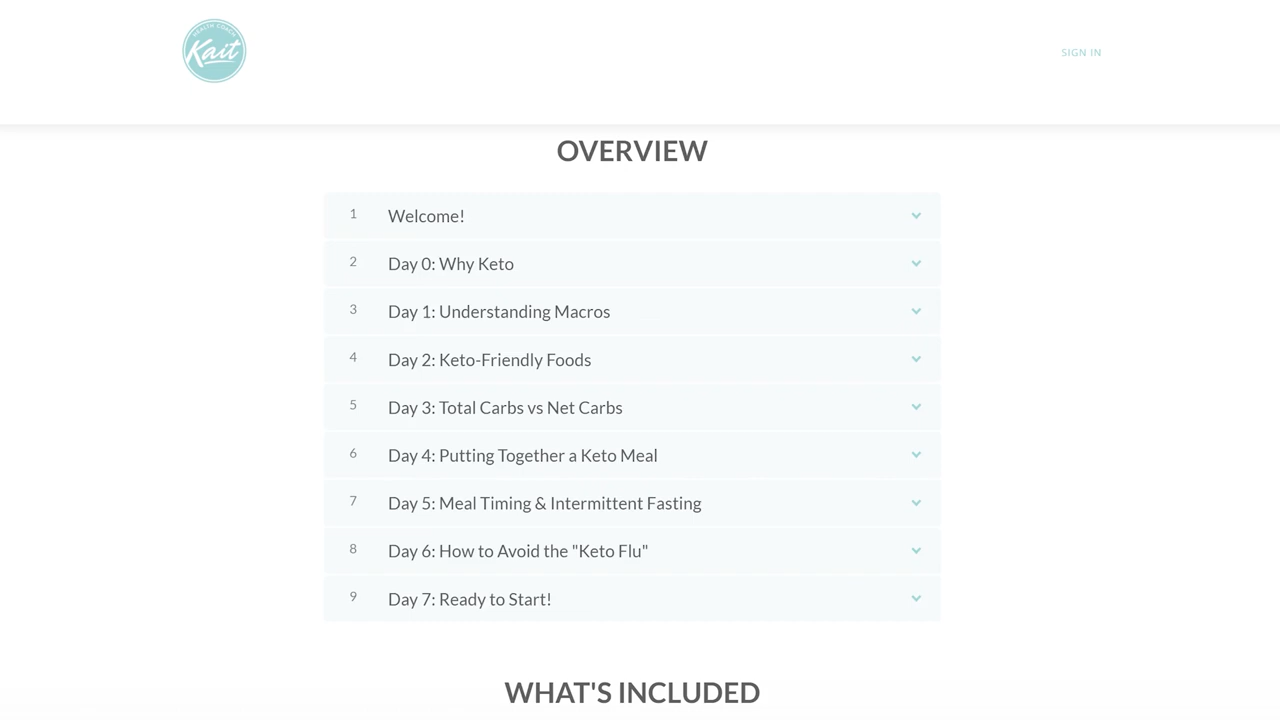 HEALTH COACH
Kait
SIGN IN
OVERVIEW
1 Welcome!
2 Day 0: Why Keto
3 Day 1: Understanding Macros
4 Day 2: Keto-Friendly Foods
5 Day 3: Total Carbs vs Net Carbs
6 Day 4: Putting Together a Keto Meal
7 Day 5: Meal Timing & Intermittent Fasting
8 Day 6: How to Avoid the "Keto Flu"
9 Day 7: Ready to Start!
WHAT'S INCLUDED